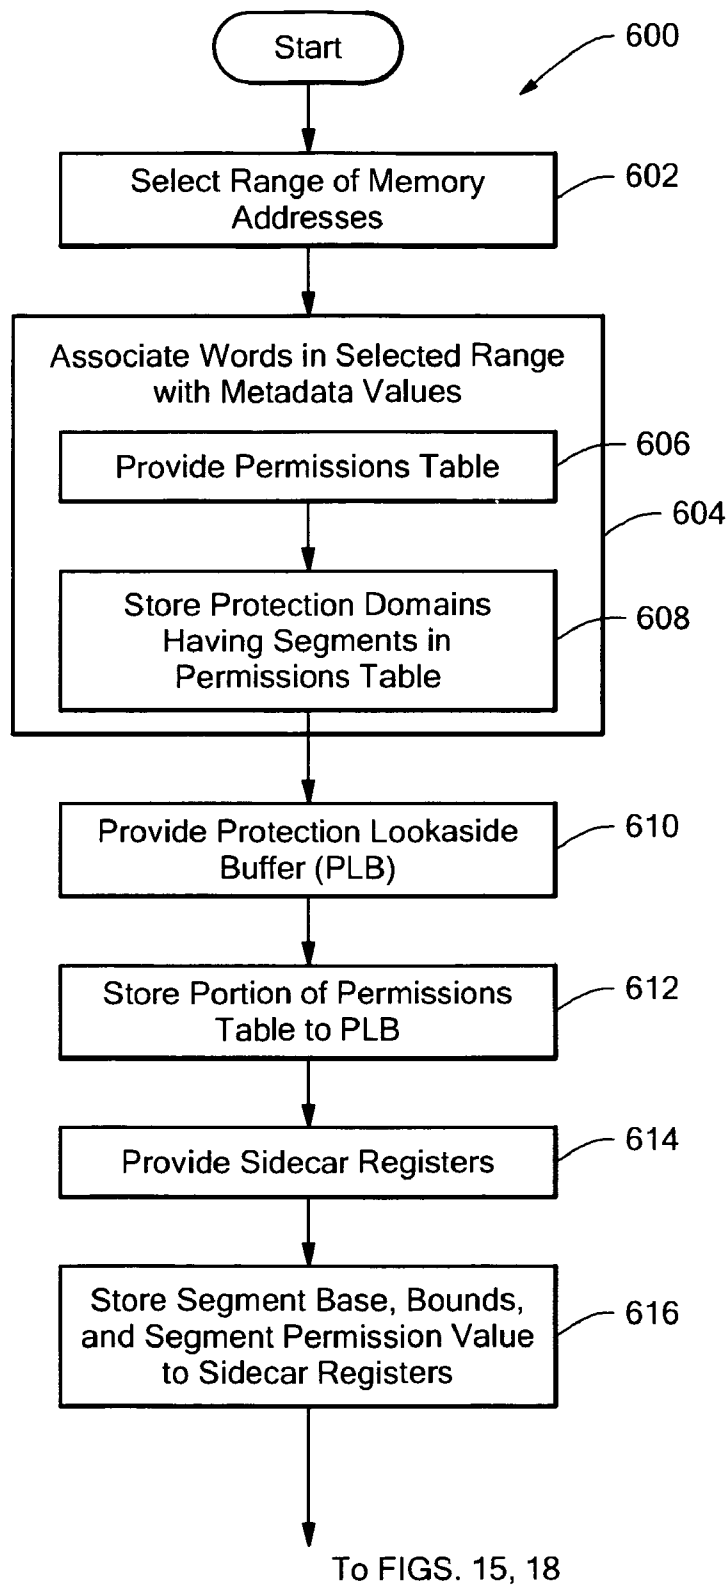 Start
600
Select Range of Memory
Addresses
602
Associate Words in Selected Range
with Metadata Values
Provide Permissions Table
606
604
Store Protection Domains
Having Segments in
Permissions Table
608
Provide Protection Lookaside
Buffer (PLB)
610
Store Portion of Permissions
Table to PLB
612
Provide Sidecar Registers
614
Store Segment Base, Bounds,
and Segment Permission Value
to Sidecar Registers
616
To FIGS. 15, 18